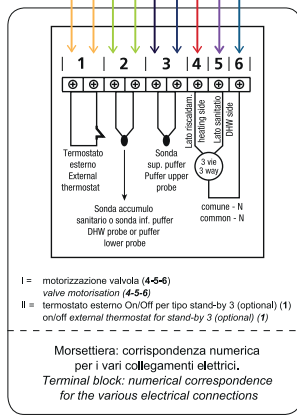 1 2 3 4 5 6
Lato riscaldam.
heating side
Lato sanitario
DHW side
Termostato
esterno
External
thermostat
Sonda
sup. puffer
Puffer upper
probe
3 vie
3 way
Sonda accumulo
sanitario o sonda inf. puffer
DHW probe or puffer
lower probe
comune - N
common - N
I = motorizzazione valvola (4-5-6)
valve motorisation (4-5-6)
II = termostato esterno On/Off per tipo stand-by 3 (optional) (1)
on/off external thermostat for stand-by 3 (optional) (1)
Morsettiera: corrispondenza numerica
per i vari collegamenti elettrici.
Terminal block: numerical correspondence
for the various electrical connections